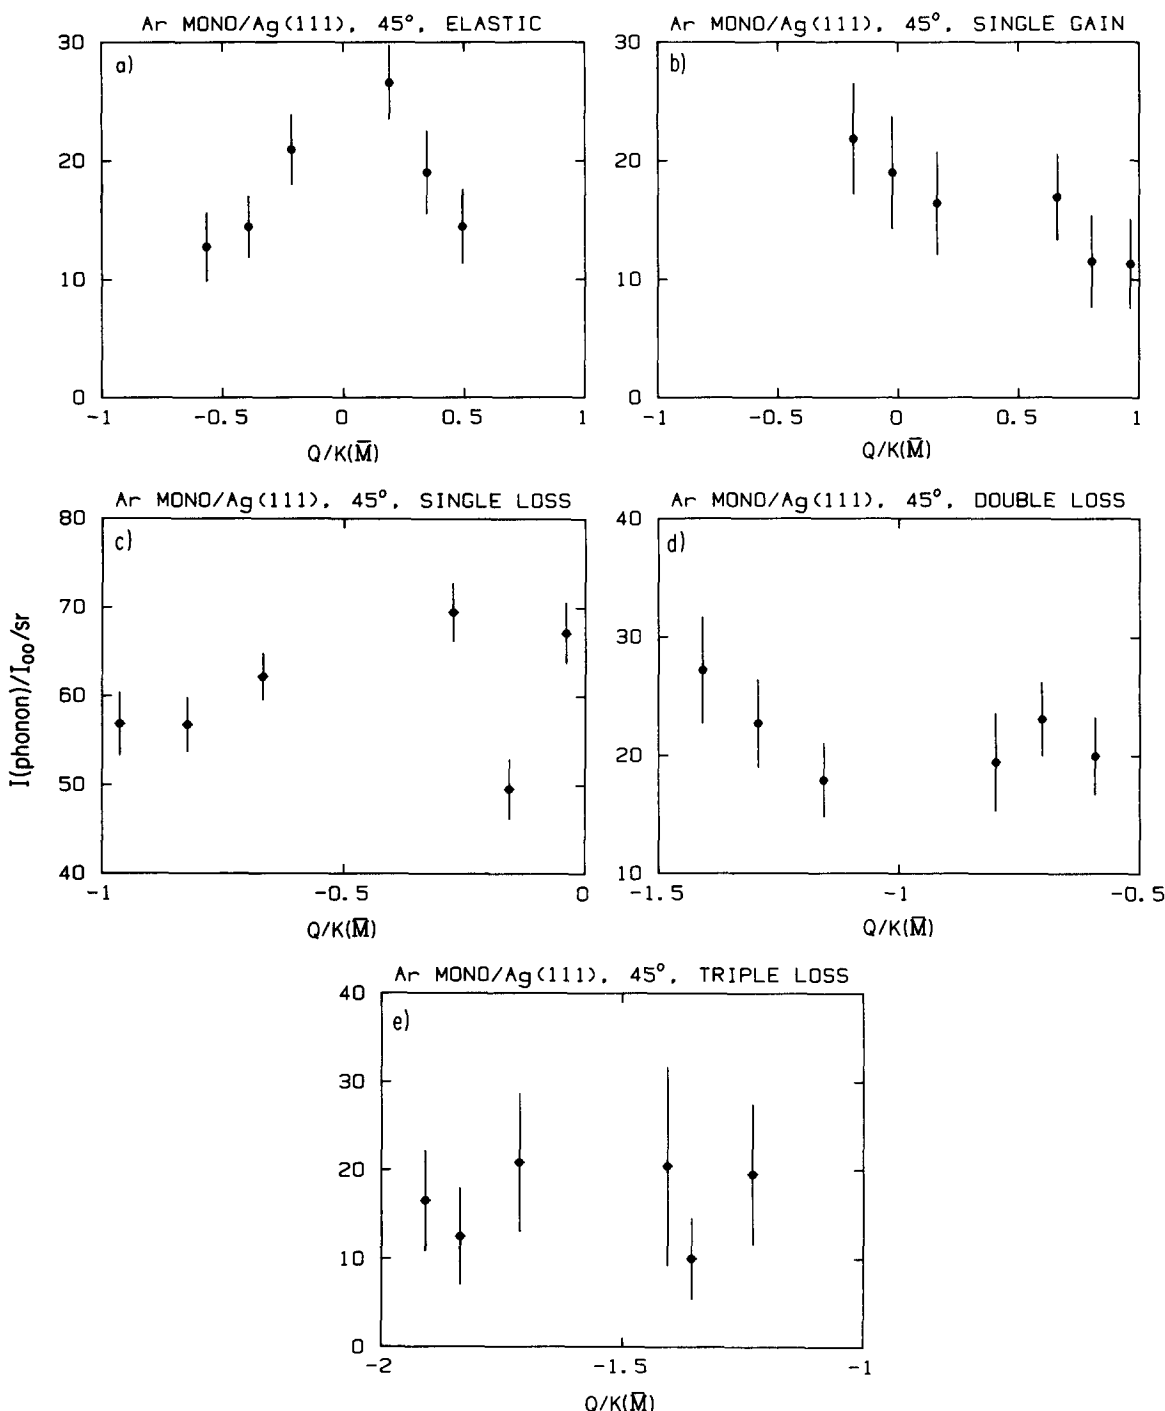 Ar MONO/Ag(111), 45°, ELASTIC
a)
30
20
10
0
-1
-0.5
0
0.5
1
Q/K(M̅)
Ar MONO/Ag(111), 45°, SINGLE GAIN
b)
30
20
10
0
-1
-0.5
0
0.5
1
Q/K(M̅)
I(phonon)/I₀₀/sr
Ar MONO/Ag(111), 45°, SINGLE LOSS
c)
80
70
60
50
40
-1
-0.5
0
Q/K(M̅)
Ar MONO/Ag(111), 45°, DOUBLE LOSS
d)
40
30
20
10
-1.5
-1
-0.5
Q/K(M̅)
Ar MONO/Ag(111), 45°, TRIPLE LOSS
e)
40
30
20
10
0
-2
-1.5
-1
Q/K(M̅)